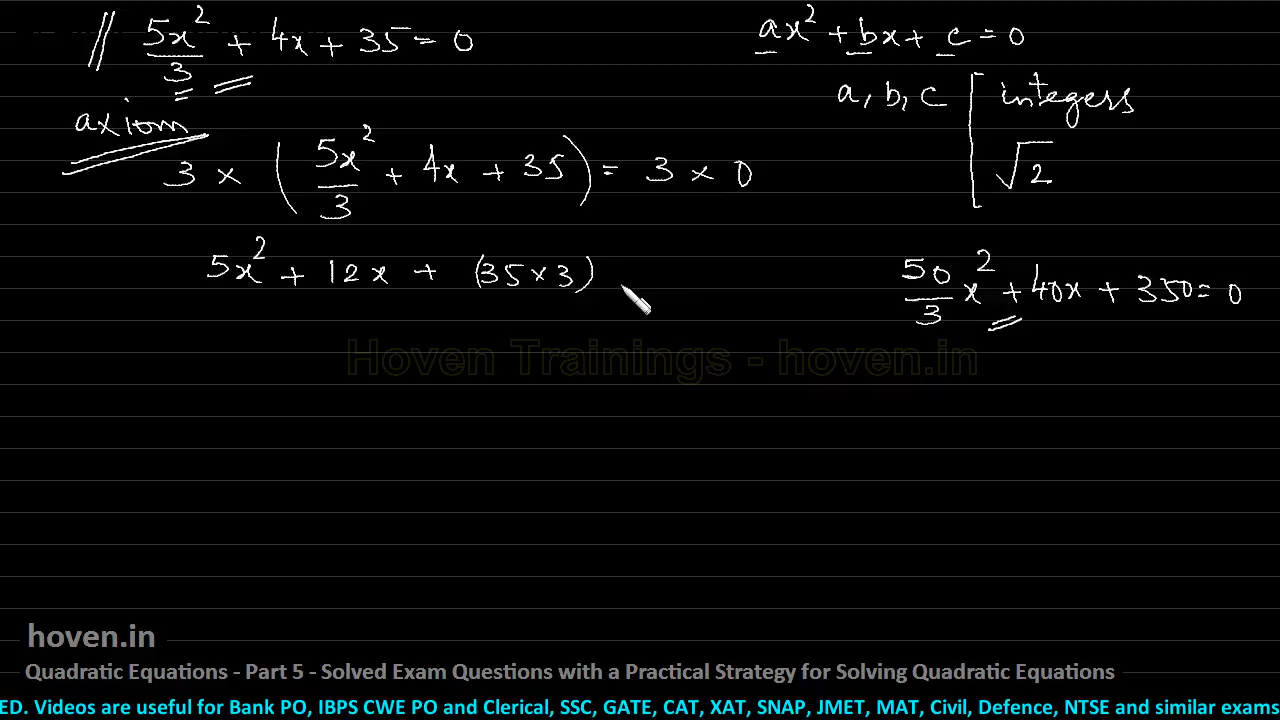 // 5x²/3 + 4x + 35 = 0
ax² + bx + c = 0
a, b, c [ integers
√2
axiom
3 × ( 5x²/3 + 4x + 35 ) = 3 × 0
5x² + 12x + (35 × 3)
50/3 x² + 40x + 350 = 0
Hoven Trainings - hoven.in
hoven.in
Quadratic Equations - Part 5 - Solved Exam Questions with a Practical Strategy for Solving Quadratic Equations
ED. Videos are useful for Bank PO, IBPS CWE PO and Clerical, SSC, GATE, CAT, XAT, SNAP, JMET, MAT, Civil, Defence, NTSE and similar exams